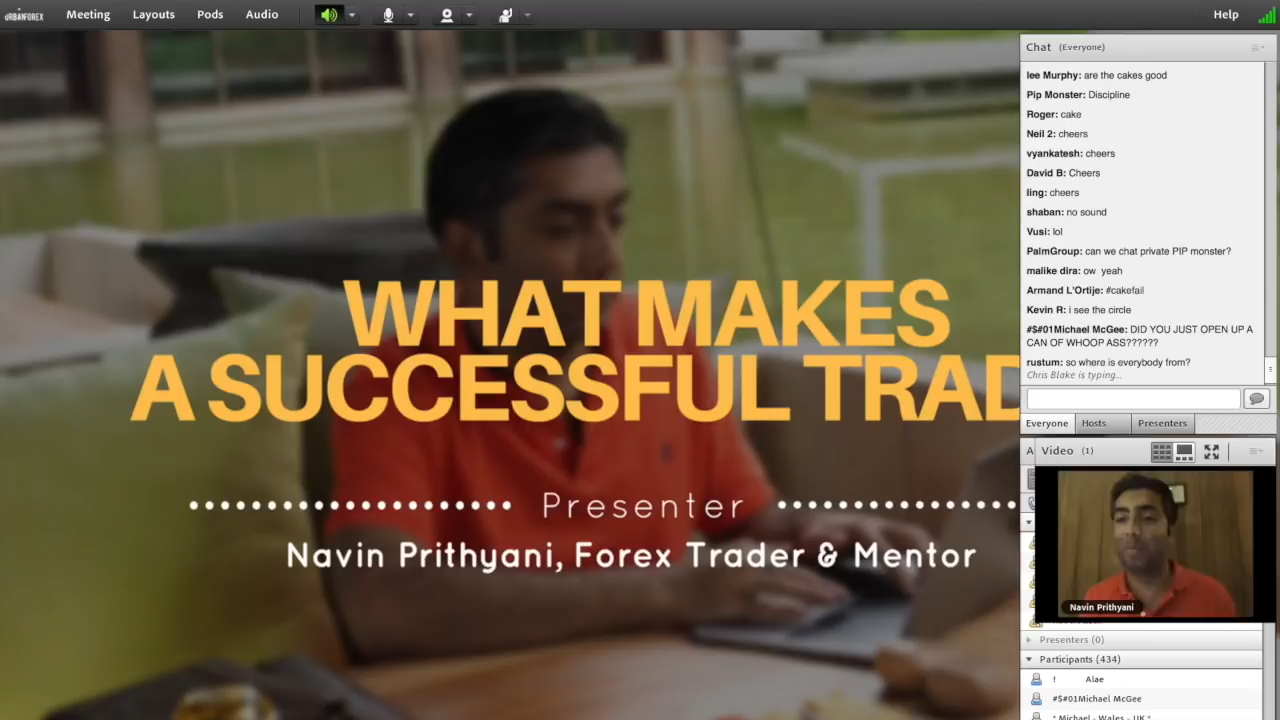 URBANFOREX
Meeting
Layouts
Pods
Audio
Help
WHAT MAKES
A SUCCESSFUL TRAD
Presenter
Navin Prithyani, Forex Trader & Mentor
Chat (Everyone)
lee Murphy: are the cakes good
Pip Monster: Discipline
Roger: cake
Neil 2: cheers
vyankatesh: cheers
David B: Cheers
ling: cheers
shaban: no sound
Vusi: lol
PalmGroup: can we chat private PIP monster?
malike dira: ow yeah
Armand L'Ortije: #cakefail
Kevin R: i see the circle
#$#01Michael McGee: DID YOU JUST OPEN UP A
CAN OF WHOOP ASS??????
rustum: so where is everybody from?
Chris Blake is typing...
Everyone
Hosts
Presenters
A
Video (1)
Navin Prithyani
Presenters (0)
Participants (434)
! Alae
#$#01Michael McGee
* Michael - Wales - UK *